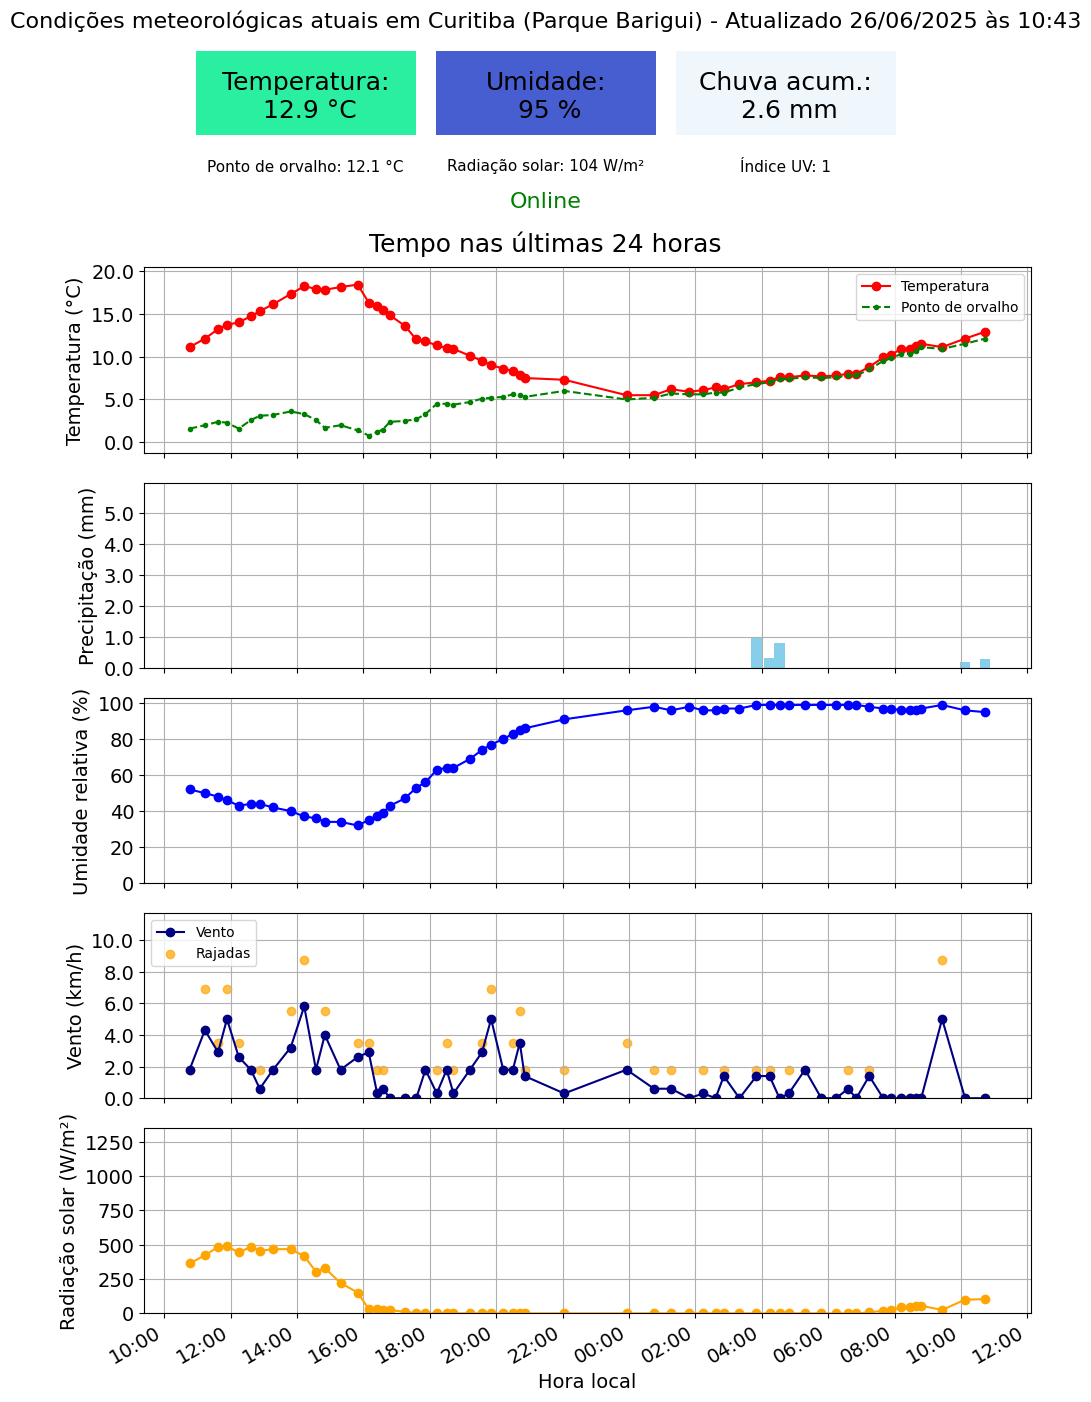 Condições meteorológicas atuais em Curitiba (Parque Barigui) - Atualizado 26/06/2025 às 10:43
Temperatura:
12.9 °C
Umidade:
95 %
Chuva acum.:
2.6 mm
Ponto de orvalho: 12.1 °C
Radiação solar: 104 W/m²
Índice UV: 1
Online
Tempo nas últimas 24 horas
Temperatura (°C)
20.0
15.0
10.0
5.0
0.0
Temperatura
Ponto de orvalho
Precipitação (mm)
5.0
4.0
3.0
2.0
1.0
0.0
Umidade relativa (%)
100
80
60
40
20
0
Vento (km/h)
10.0
8.0
6.0
4.0
2.0
0.0
Vento
Rajadas
Radiação solar (W/m²)
1250
1000
750
500
250
0
10:00
12:00
14:00
16:00
18:00
20:00
22:00
00:00
02:00
04:00
06:00
08:00
10:00
12:00
Hora local